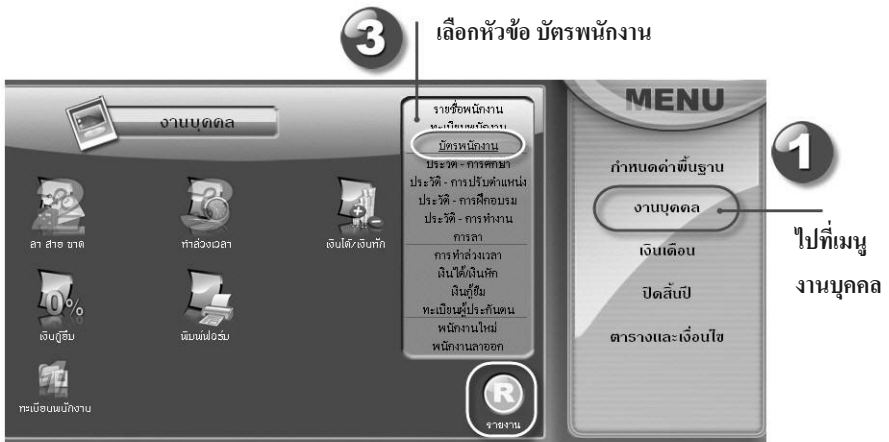 3
เลือกหัวข้อ บัตรพนักงาน
MENU
งานบุคคล
รายชื่อพนักงาน
ทะเบียนพนักงาน
บัตรพนักงาน
ประวัติ - การศึกษา
ประวัติ - การปรับตำแหน่ง
ประวัติ - การฝึกอบรม
ประวัติ - การทำงาน
การลา
การทำล่วงเวลา
เงินได้/เงินหัก
เงินกู้ยืม
ทะเบียนผู้ประกันตน
พนักงานใหม่
พนักงานลาออก
ลา สาย ขาด
ทำล่วงเวลา
เงินได้/เงินหัก
0%
เงินกู้ยืม
พิมพ์ฟอร์ม
ทะเบียนพนักงาน
R
รายงาน
กำหนดค่าพื้นฐาน
งานบุคคล
เงินเดือน
ปิดสิ้นปี
ตารางและเงื่อนไข
1
ไปที่เมนู
งานบุคคล